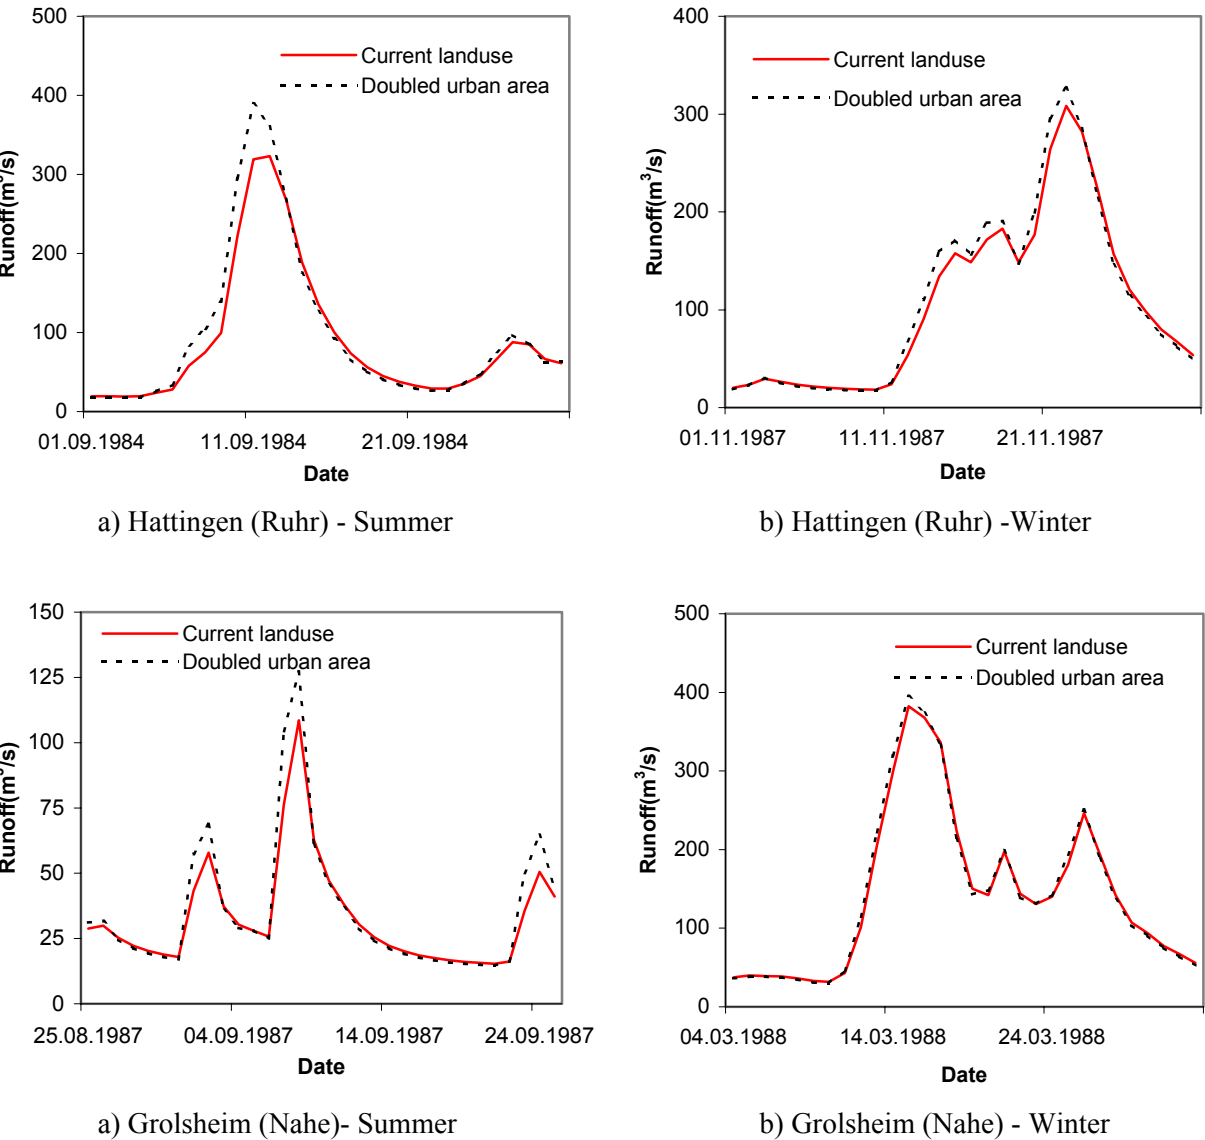 500
400
300
200
100
0
Runoff(m³/s)
Current landuse
Doubled urban area
01.09.1984 11.09.1984 21.09.1984
Date
a) Hattingen (Ruhr) - Summer
400
300
200
100
0
Runoff(m³/s)
Current landuse
Doubled urban area
01.11.1987 11.11.1987 21.11.1987
Date
b) Hattingen (Ruhr) -Winter
150
125
100
75
50
25
0
Runoff(m³/s)
Current landuse
Doubled urban area
25.08.1987 04.09.1987 14.09.1987 24.09.1987
Date
a) Grolsheim (Nahe)- Summer
500
400
300
200
100
0
Runoff(m³/s)
Current landuse
Doubled urban area
04.03.1988 14.03.1988 24.03.1988
Date
b) Grolsheim (Nahe) - Winter